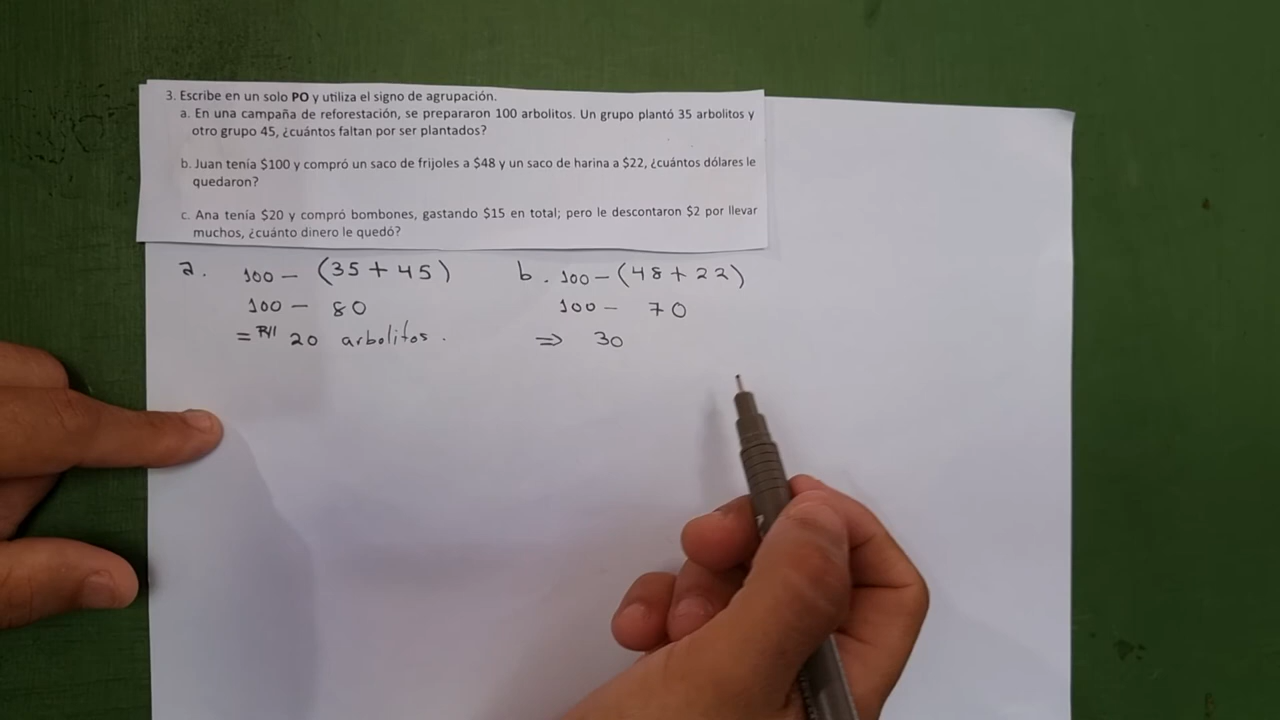 3. Escribe en un solo PO y utiliza el signo de agrupación.
a. En una campaña de reforestación, se prepararon 100 arbolitos. Un grupo plantó 35 arbolitos y
otro grupo 45, ¿cuántos faltan por ser plantados?
b. Juan tenía $100 y compró un saco de frijoles a $48 y un saco de harina a $22, ¿cuántos dólares le
quedaron?
c. Ana tenía $20 y compró bombones, gastando $15 en total; pero le descontaron $2 por llevar
muchos, ¿cuánto dinero le quedó?
a. 100 - (35 + 45)
100 - 80
= R// 20 arbolitos.
b. 100 - (48 + 22)
100 - 70
⇒ 30